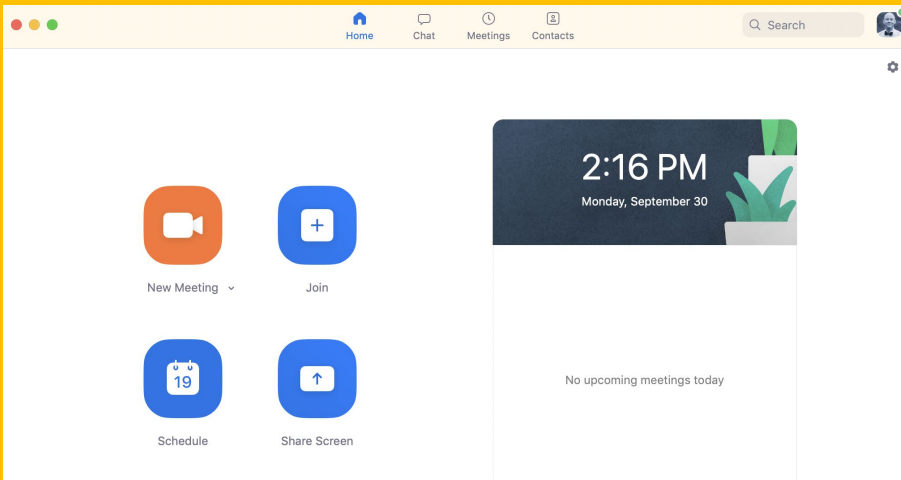 Home
Chat
Meetings
Contacts
Search
2:16 PM
Monday, September 30
New Meeting
Join
19
Schedule
Share Screen
No upcoming meetings today